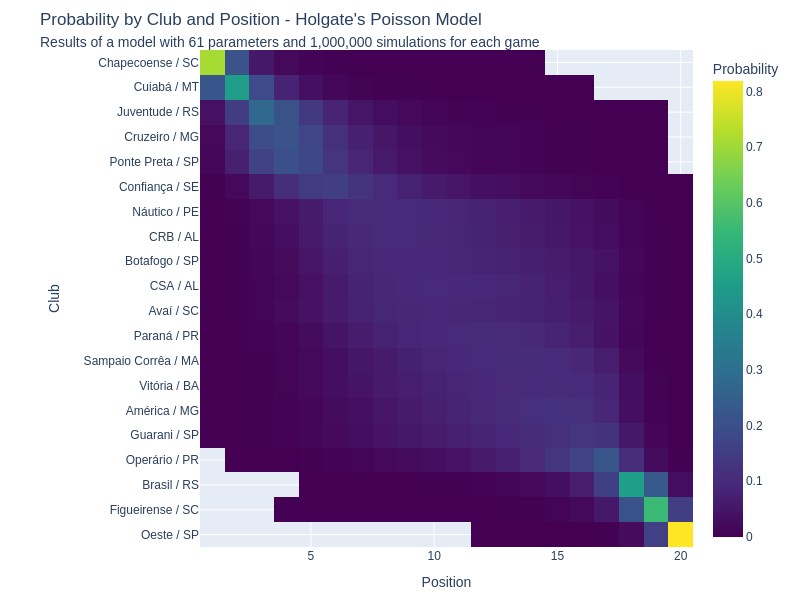 Probability by Club and Position - Holgate's Poisson Model
Results of a model with 61 parameters and 1,000,000 simulations for each game
Probability
Club
Chapecoense / SC
Cuiabá / MT
Juventude / RS
Cruzeiro / MG
Ponte Preta / SP
Confiança / SE
Náutico / PE
CRB / AL
Botafogo / SP
CSA / AL
Avaí / SC
Paraná / PR
Sampaio Corrêa / MA
Vitória / BA
América / MG
Guarani / SP
Operário / PR
Brasil / RS
Figueirense / SC
Oeste / SP
0.8
0.7
0.6
0.5
0.4
0.3
0.2
0.1
0
5 10 15 20
Position